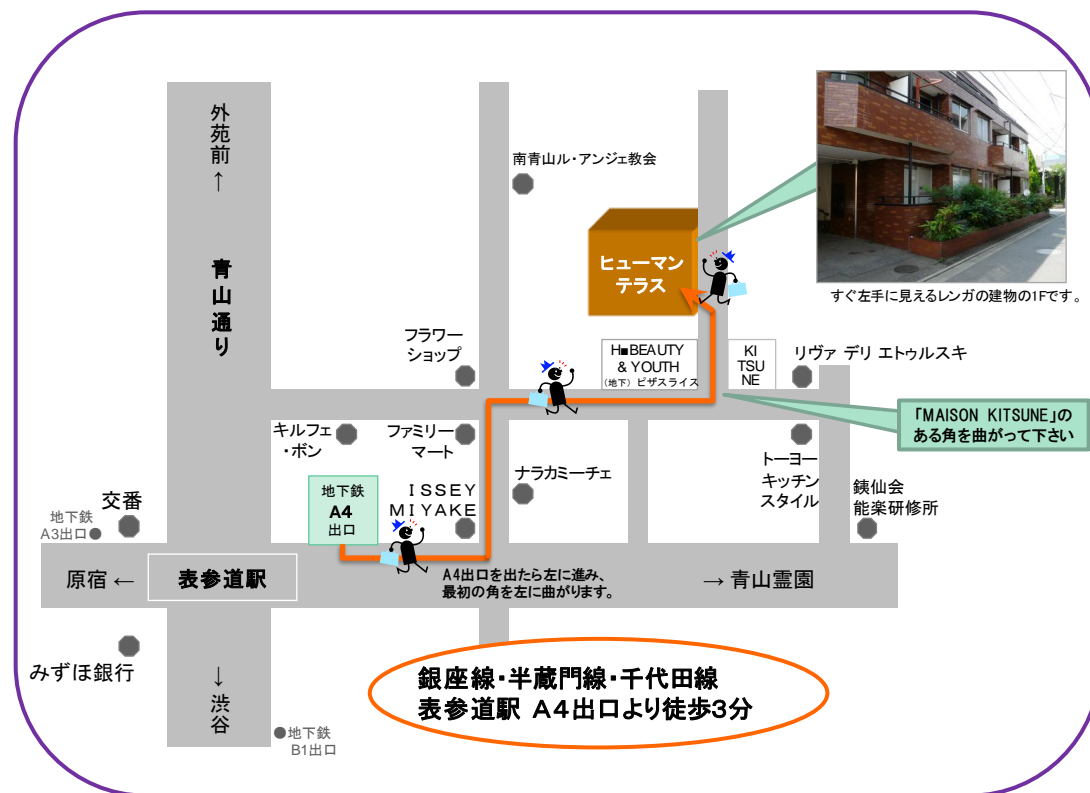 外苑前
↑
青山通り
南青山ル・アンジェ教会
ヒューマン
テラス
すぐ左手に見えるレンガの建物の1Fです。
フラワー
ショップ
H■BEAUTY
& YOUTH
（地下）ピザスライス
KI
TSU
NE
リヴァ デリ エトゥルスキ
「MAISON KITSUNE」の
ある角を曲がって下さい
キルフェ
・ボン
ファミリー
マート
ナラカミーチェ
トーヨー
キッチン
スタイル
銕仙会
能楽研修所
地下鉄
A4
出口
ISSEY
MIYAKE
交番
地下鉄
A3出口●
原宿 ←
表参道駅
A4出口を出たら左に進み、
最初の角を左に曲がります。
→ 青山霊園
みずほ銀行
↓
渋谷
●地下鉄
B1出口
銀座線・半蔵門線・千代田線
表参道駅 A4出口より徒歩3分